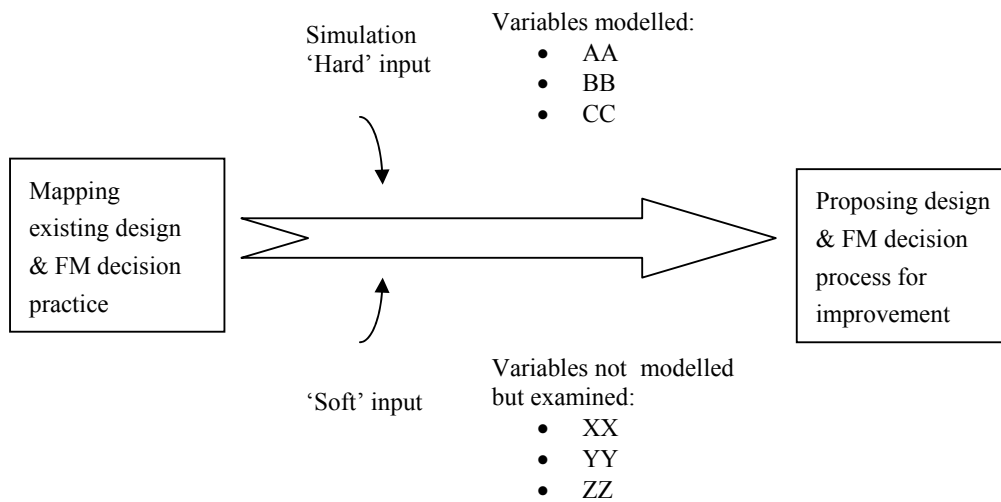 Simulation
‘Hard’ input
Variables modelled:
• AA
• BB
• CC
Mapping
existing design
& FM decision
practice
Proposing design
& FM decision
process for
improvement
‘Soft’ input
Variables not  modelled
but examined:
• XX
• YY
• ZZ